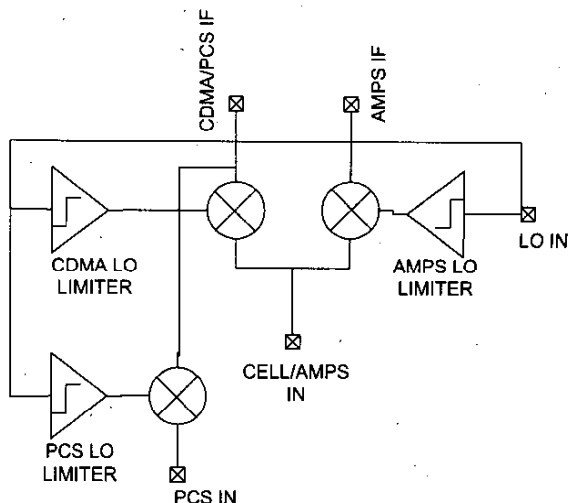 CDMA/PCS IF
AMPS IF
LO IN
CDMA LO
LIMITER
AMPS LO
LIMITER
CELL/AMPS
IN
PCS LO
LIMITER
PCS IN